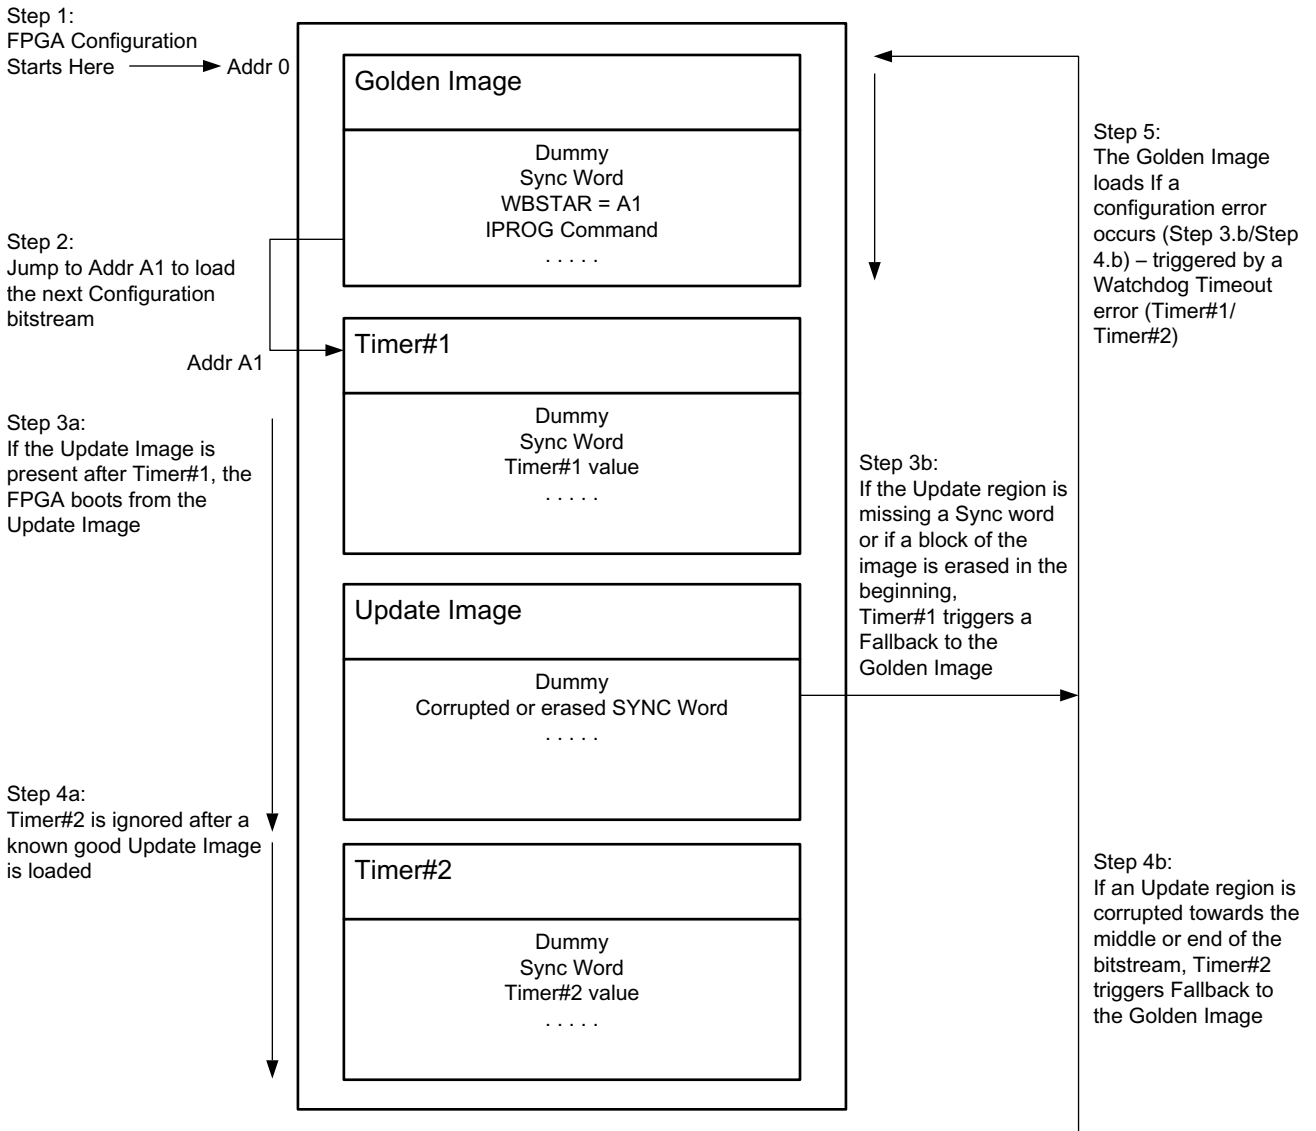 Step 1:
FPGA Configuration
Starts Here
Addr 0
Golden Image
Dummy
Sync Word
WBSTAR = A1
IPROG Command
. . . . .
Step 2:
Jump to Addr A1 to load
the next Configuration
bitstream
Addr A1
Timer#1
Dummy
Sync Word
Timer#1 value
. . . . .
Step 3a:
If the Update Image is
present after Timer#1, the
FPGA boots from the
Update Image
Update Image
Dummy
Corrupted or erased SYNC Word
. . . . .
Step 3b:
If the Update region is
missing a Sync word
or if a block of the
image is erased in the
beginning,
Timer#1 triggers a
Fallback to the
Golden Image
Step 4a:
Timer#2 is ignored after a
known good Update Image
is loaded
Timer#2
Dummy
Sync Word
Timer#2 value
. . . . .
Step 4b:
If an Update region is
corrupted towards the
middle or end of the
bitstream, Timer#2
triggers Fallback to
the Golden Image
Step 5:
The Golden Image
loads If a
configuration error
occurs (Step 3.b/Step
4.b) – triggered by a
Watchdog Timeout
error (Timer#1/
Timer#2)